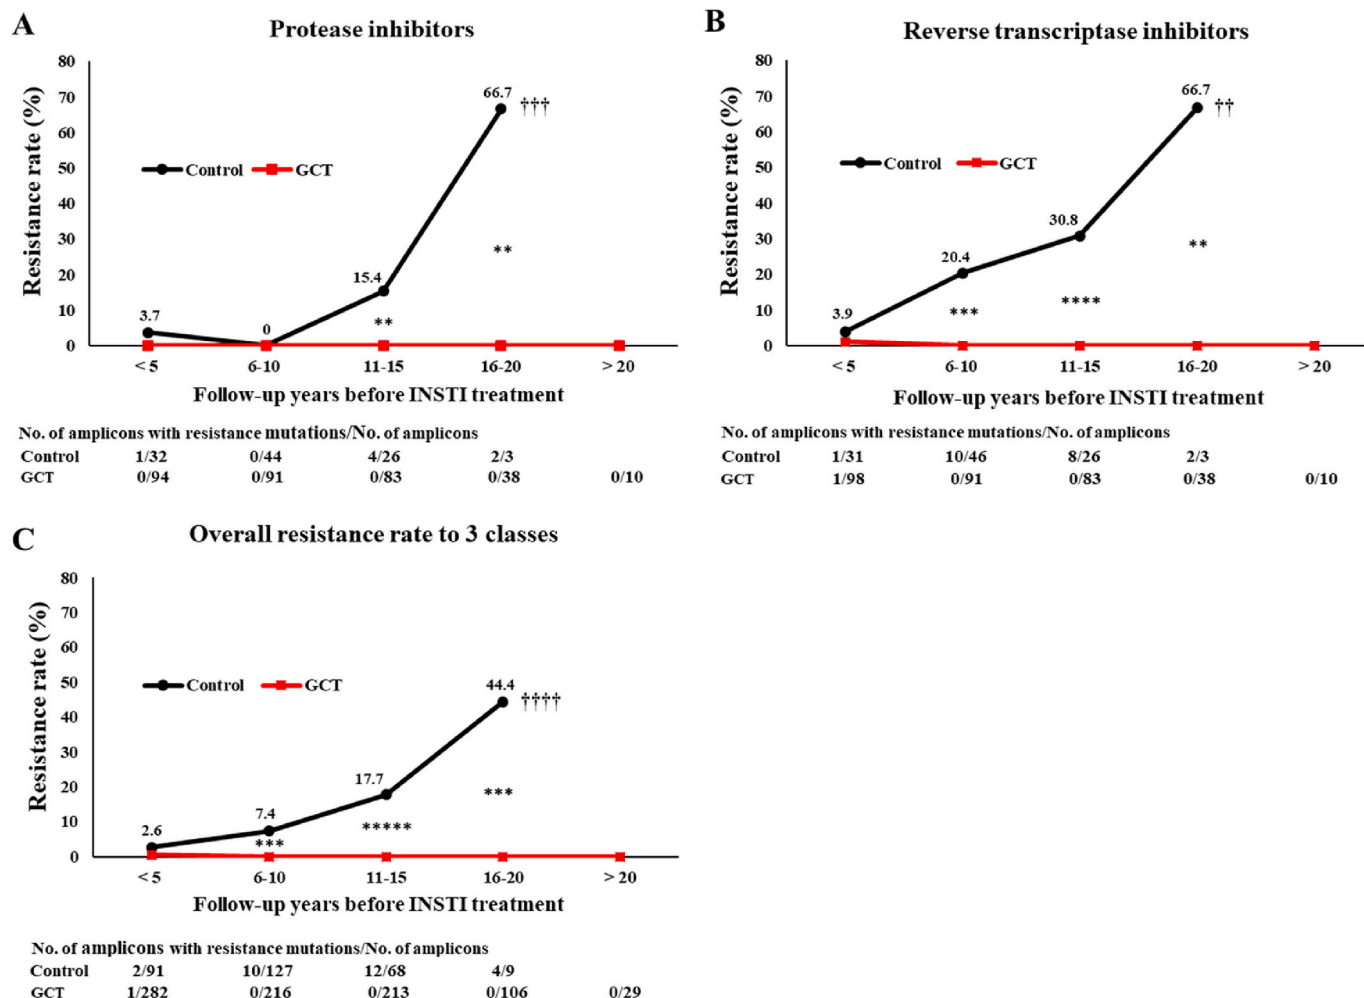 A
Protease inhibitors
Resistance rate (%)
80
70
60
50
40
30
20
10
0
3.7
0
15.4
66.7
†††
**
**
Control
GCT
< 5
6-10
11-15
16-20
> 20
Follow-up years before INSTI treatment
No. of amplicons with resistance mutations/No. of amplicons
Control 1/32 0/44 4/26 2/3
GCT 0/94 0/91 0/83 0/38 0/10
B
Reverse transcriptase inhibitors
Resistance rate (%)
80
70
60
50
40
30
20
10
0
3.9
20.4
30.8
66.7
††
***
****
**
Control
GCT
< 5
6-10
11-15
16-20
> 20
Follow-up years before INSTI treatment
No. of amplicons with resistance mutations/No. of amplicons
Control 1/31 10/46 8/26 2/3
GCT 1/98 0/91 0/83 0/38 0/10
C
Overall resistance rate to 3 classes
Resistance rate (%)
80
70
60
50
40
30
20
10
0
2.6
7.4
17.7
44.4
††††
***
*****
***
Control
GCT
< 5
6-10
11-15
16-20
> 20
Follow-up years before INSTI treatment
No. of amplicons with resistance mutations/No. of amplicons
Control 2/91 10/127 12/68 4/9
GCT 1/282 0/216 0/213 0/106 0/29